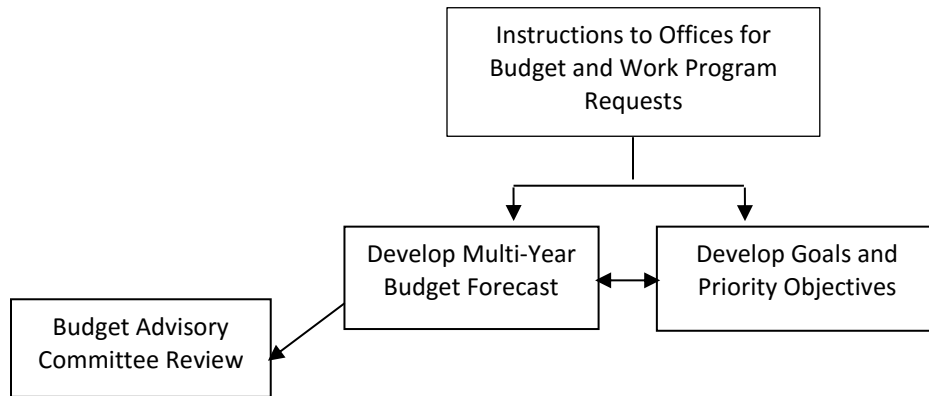 Instructions to Offices for
Budget and Work Program
Requests
Develop Multi-Year
Budget Forecast
Develop Goals and
Priority Objectives
Budget Advisory
Committee Review